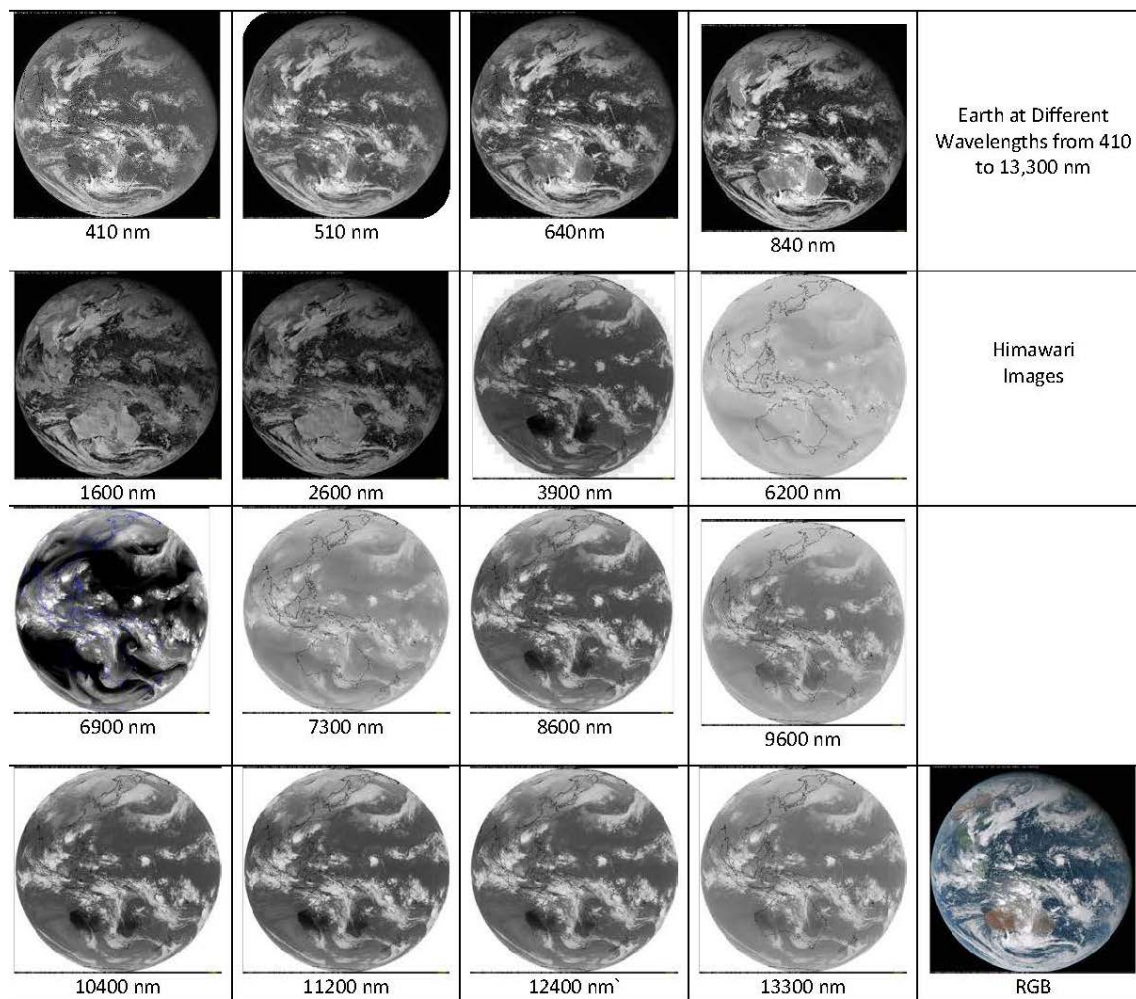 410 nm
510 nm
640nm
840 nm
Earth at Different
Wavelengths from 410
to 13,300 nm
1600 nm
2600 nm
3900 nm
6200 nm
Himawari
Images
6900 nm
7300 nm
8600 nm
9600 nm
10400 nm
11200 nm
12400 nm`
13300 nm
RGB